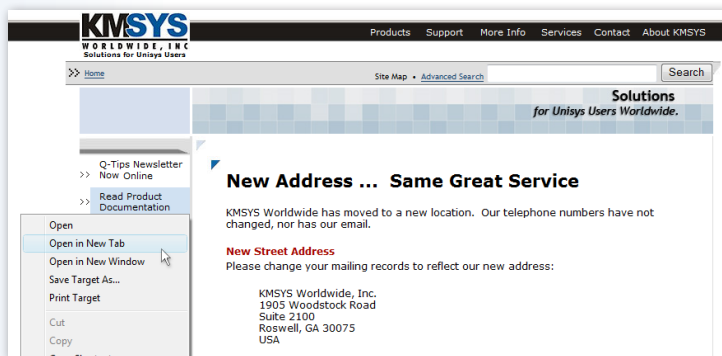 KMSYS
WORLDWIDE, INC
Solutions for Unisys Users
Products Support More Info Services Contact About KMSYS
>> Home
Site Map • Advanced Search
Search
Solutions
for Unisys Users Worldwide.
Q-Tips Newsletter
>> Now Online
>> Read Product
Documentation
Open
Open in New Tab
Open in New Window
Save Target As...
Print Target
Cut
Copy
New Address ... Same Great Service
KMSYS Worldwide has moved to a new location. Our telephone numbers have not
changed, nor has our email.
New Street Address
Please change your mailing records to reflect our new address:
KMSYS Worldwide, Inc.
1905 Woodstock Road
Suite 2100
Roswell, GA 30075
USA